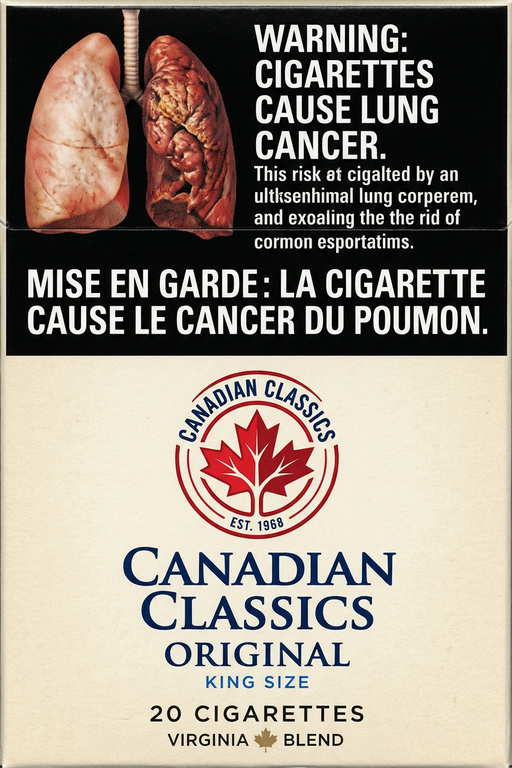 WARNING:
CIGARETTES
CAUSE LUNG
CANCER.
This risk et cigalted by an
ultksenhimal lung corperem,
and exoaling the the rid of
cormon esportatims.
MISE EN GARDE: LA CIGARETTE
CAUSE LE CANCER DU POUMON.
CANADIAN CLASSICS
EST. 1968
CANADIAN
CLASSICS
ORIGINAL
KING SIZE
20 CIGARETTES
VIRGINIA BLEND